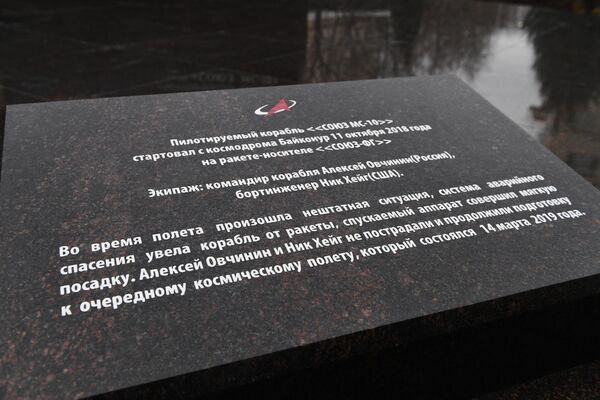 Пилотируемый корабль <<СОЮЗ МС-10>>
стартовал с космодрома Байконур 11 октября 2018 года
на ракете-носителе <<СОЮЗ-ФГ>>
Экипаж: командир корабля Алексей Овчинин(Россия),
бортинженер Ник Хейг(США).
Во время полета произошла нештатная ситуация, система аварийного
спасения увела корабль от ракеты, спускаемый аппарат совершил мягкую
посадку. Алексей Овчинин и Ник Хейг не пострадали и продолжили подготовку
к очередному космическому полету, который состоялся 14 марта 2019 года.